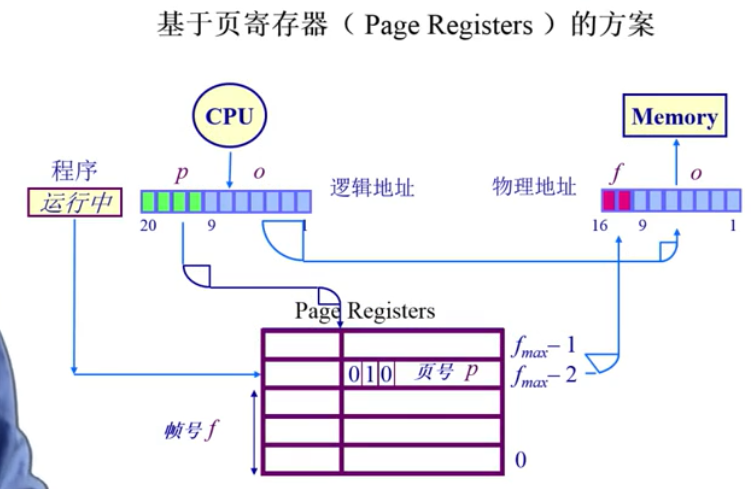 基于页寄存器（ Page Registers ）的方案
CPU
Memory
程序
运行中
p
o
逻辑地址
物理地址
f
o
20
9
1
16
9
1
Page Registers
f max – 1
0 1 0 页号 p
f max – 2
帧号 f
0